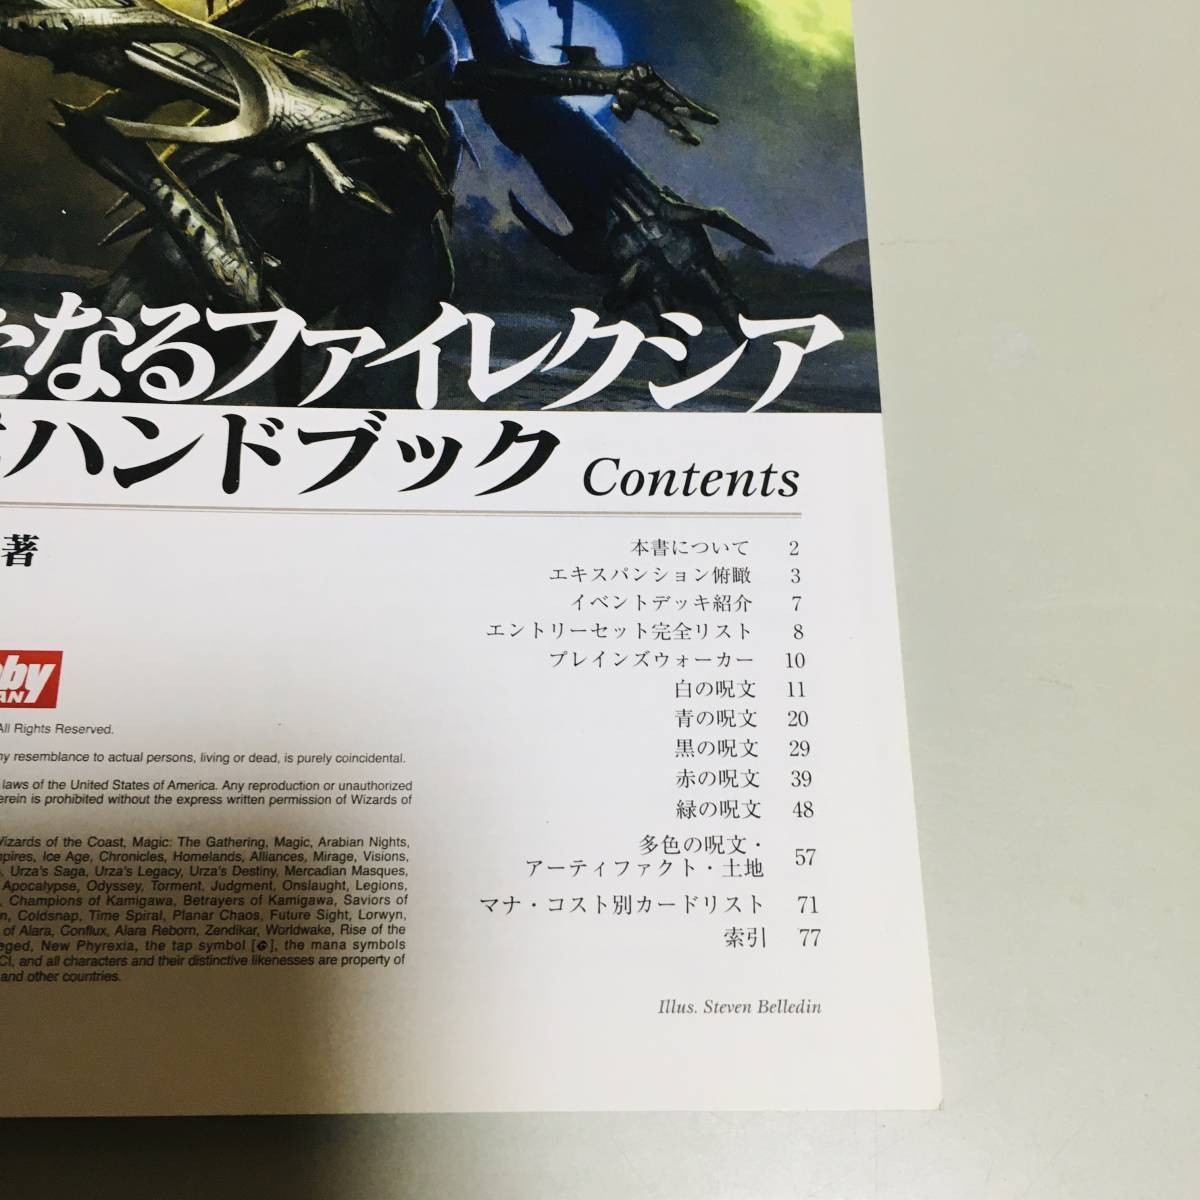 なるファイレクシア
ハンドブック Contents
著
本書について 2
エキスパンション俯瞰 3
イベントデッキ紹介 7
エントリーセット完全リスト 8
プレインズウォーカー 10
白の呪文 11
青の呪文 20
黒の呪文 29
赤の呪文 39
緑の呪文 48
多色の呪文・
アーティファクト・土地 57
マナ・コスト別カードリスト 71
索引 77
Illus. Steven Belledin
All Rights Reserved.
resemblance to actual persons, living or dead, is purely coincidental.
laws of the United States of America. Any reproduction or unauthorized
is prohibited without the express written permission of Wizards of
Wizards of the Coast, Magic: The Gathering, Magic, Arabian Nights,
Ice Age, Chronicles, Homelands, Alliances, Mirage, Visions,
Urza's Saga, Urza's Legacy, Urza's Destiny, Mercadian Masques,
Apocalypse, Odyssey, Torment, Judgment, Onslaught, Legions,
Champions of Kamigawa, Betrayers of Kamigawa, Saviors of
Coldsnap, Time Spiral, Planar Chaos, Future Sight, Lorwyn,
of Alara, Conflux, Alara Reborn, Zendikar, Worldwake, Rise of the
New Phyrexia, the tap symbol [], the mana symbols
and all characters and their distinctive likenesses are property of
and other countries.